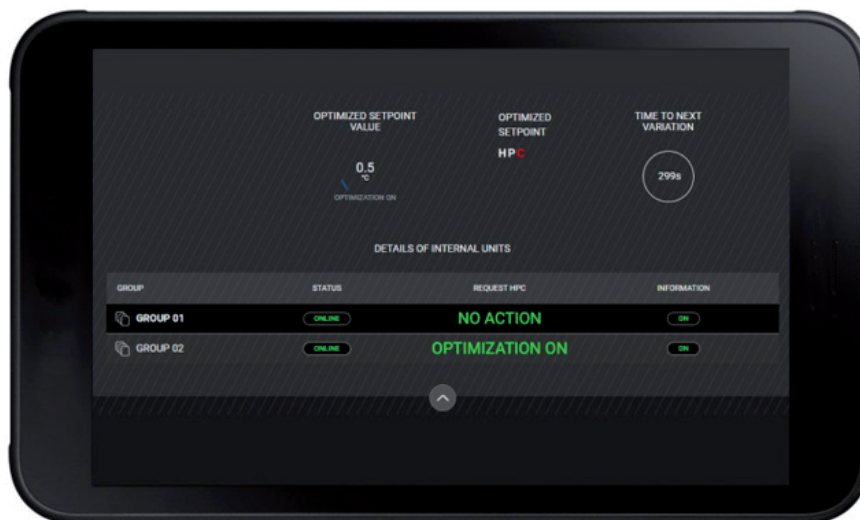 OPTIMIZED SETPOINT
VALUE
0.5
°C
OPTIMIZATION ON
OPTIMIZED
SETPOINT
HPC
TIME TO NEXT
VARIATION
299s
DETAILS OF INTERNAL UNITS
GROUP STATUS REQUEST HPC INFORMATION
GROUP 01 ONLINE NO ACTION ON
GROUP 02 ONLINE OPTIMIZATION ON ON